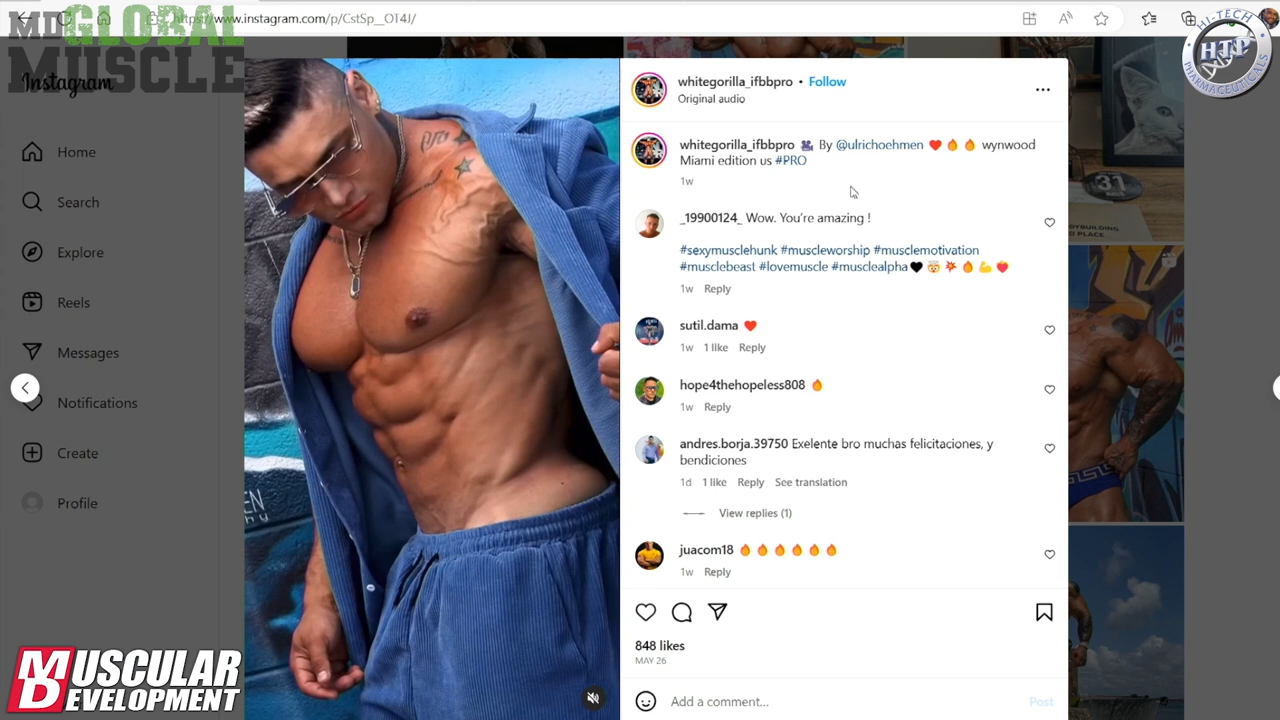 https://www.instagram.com/p/CstSp__OT4J/
MD GLOBAL
MUSCLE
HI-TECH
HTP
PHARMACEUTICALS
Instagram
Home
Search
Explore
Reels
Messages
Notifications
Create
Profile
whitegorilla_ifbbpro • Follow
Original audio
whitegorilla_ifbbpro 🎥 By @ulrichoehmen ❤️ 🔥 🔥 wynwood
Miami edition us #PRO
1w
_19900124_ Wow. You're amazing !
#sexymusclehunk #muscleworship #musclemotivation
#musclebeast #lovemuscle #musclealpha🖤 🤯 💥 🔥 💪 ❤️‍🔥
1w Reply
sutil.dama ❤️
1w 1 like Reply
hope4thehopeless808 🔥
1w Reply
andres.borja.39750 Exelente bro muchas felicitaciones, y
bendiciones
1d 1 like Reply See translation
View replies (1)
juacom18 🔥 🔥 🔥 🔥 🔥 🔥
1w Reply
848 likes
MAY 26
Add a comment...
Post
31
MD MUSCULAR
DEVELOPMENT